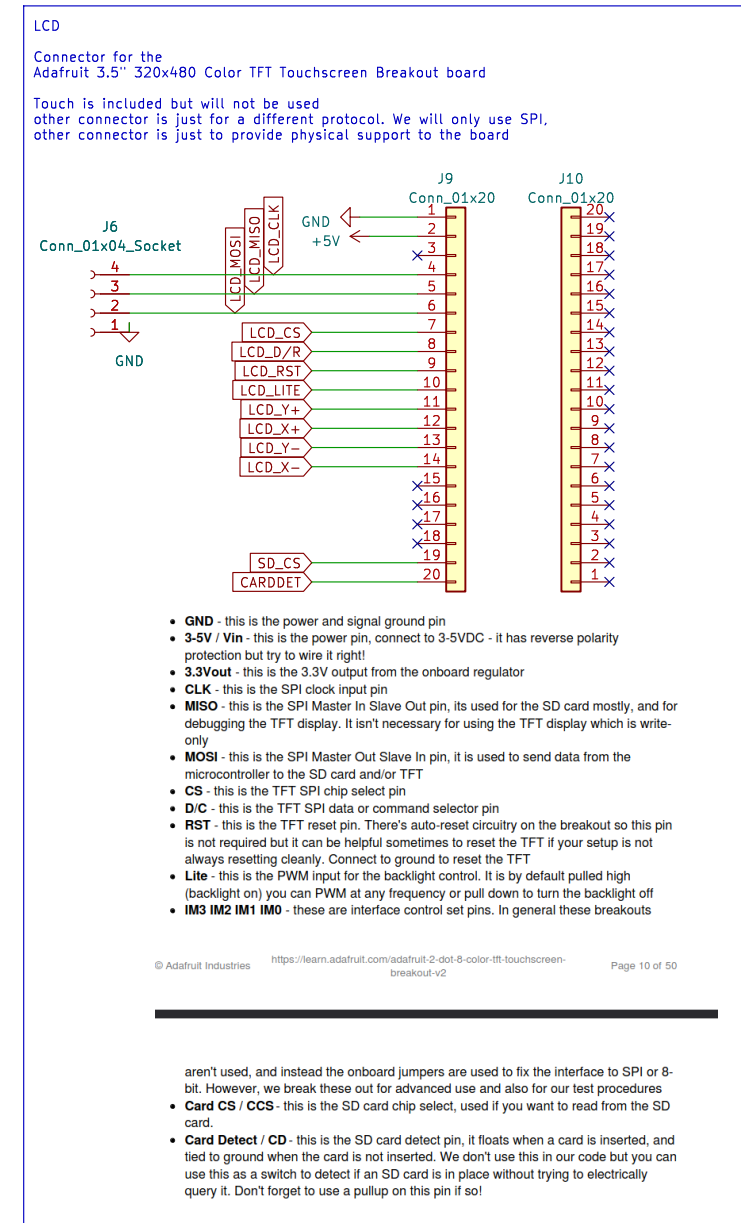 LCD
Connector for the
Adafruit 3.5" 320x480 Color TFT Touchscreen Breakout board
Touch is included but will not be used
other connector is just for a different protocol. We will only use SPI,
other connector is just to provide physical support to the board
J9
Conn_01x20
J10
Conn_01x20
J6
Conn_01x04_Socket
4
3
2
1
GND
LCD_MOSI
LCD_MISO
LCD_CLK
GND
+5V
LCD_CS
LCD_D/R
LCD_RST
LCD_LITE
LCD_Y+
LCD_X+
LCD_Y-
LCD_X-
SD_CS
CARDDET
1
2
3
4
5
6
7
8
9
10
11
12
13
14
15
16
17
18
19
20
20
19
18
17
16
15
14
13
12
11
10
9
8
7
6
5
4
3
2
1
• GND - this is the power and signal ground pin
• 3-5V / Vin - this is the power pin, connect to 3-5VDC - it has reverse polarity
protection but try to wire it right!
• 3.3Vout - this is the 3.3V output from the onboard regulator
• CLK - this is the SPI clock input pin
• MISO - this is the SPI Master In Slave Out pin, its used for the SD card mostly, and for
debugging the TFT display. It isn't necessary for using the TFT display which is write-
only
• MOSI - this is the SPI Master Out Slave In pin, it is used to send data from the
microcontroller to the SD card and/or TFT
• CS - this is the TFT SPI chip select pin
• D/C - this is the TFT SPI data or command selector pin
• RST - this is the TFT reset pin. There's auto-reset circuitry on the breakout so this pin
is not required but it can be helpful sometimes to reset the TFT if your setup is not
always resetting cleanly. Connect to ground to reset the TFT
• Lite - this is the PWM input for the backlight control. It is by default pulled high
(backlight on) you can PWM at any frequency or pull down to turn the backlight off
• IM3 IM2 IM1 IM0 - these are interface control set pins. In general these breakouts
© Adafruit Industries
https://learn.adafruit.com/adafruit-2-dot-8-color-tft-touchscreen-
breakout-v2
Page 10 of 50
aren't used, and instead the onboard jumpers are used to fix the interface to SPI or 8-
bit. However, we break these out for advanced use and also for our test procedures
• Card CS / CCS - this is the SD card chip select, used if you want to read from the SD
card.
• Card Detect / CD - this is the SD card detect pin, it floats when a card is inserted, and
tied to ground when the card is not inserted. We don't use this in our code but you can
use this as a switch to detect if an SD card is in place without trying to electrically
query it. Don't forget to use a pullup on this pin if so!